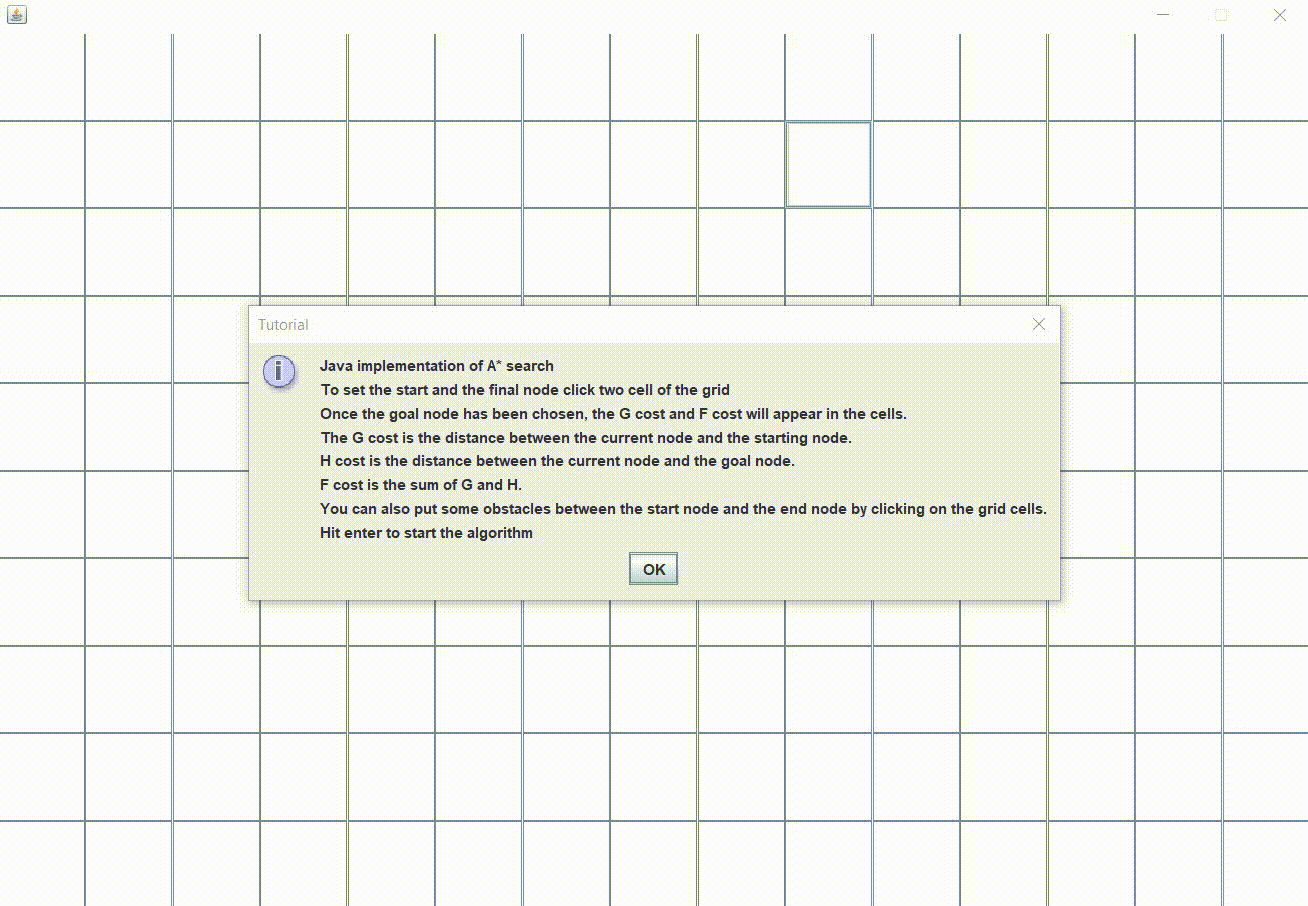 Tutorial
Java implementation of A* search
To set the start and the final node click two cell of the grid
Once the goal node has been chosen, the G cost and F cost will appear in the cells.
The G cost is the distance between the current node and the starting node.
H cost is the distance between the current node and the goal node.
F cost is the sum of G and H.
You can also put some obstacles between the start node and the end node by clicking on the grid cells.
Hit enter to start the algorithm
OK